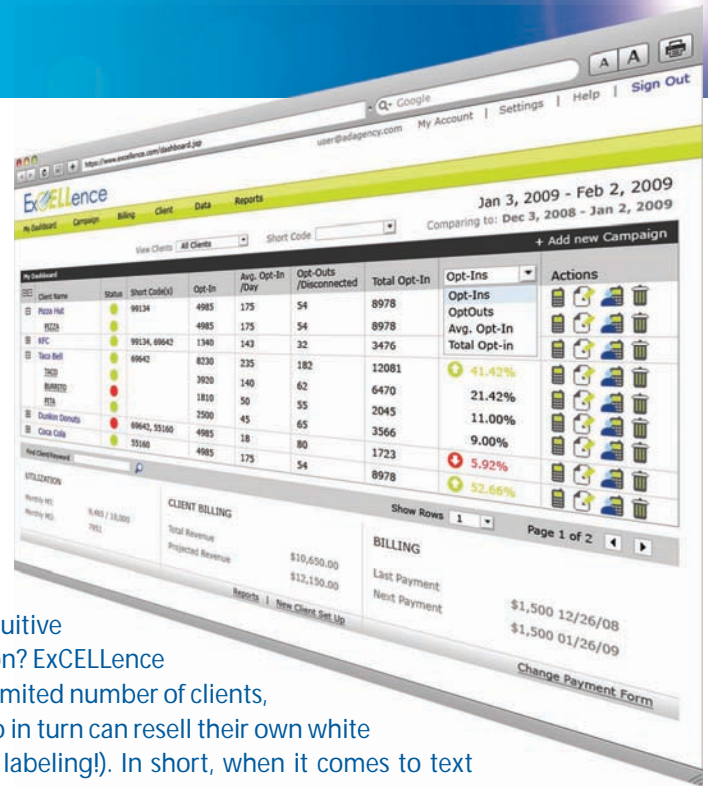 A A
Q- Google
https://www.excellence.com/dashboard.jsp
user@adagency.com My Account | Settings | Help | Sign Out
ExCELLence
My Dashboard Campaign Billing Client Data Reports
Jan 3, 2009 - Feb 2, 2009
Comparing to: Dec 3, 2008 - Jan 2, 2009
View Clients All Clients Short Code
+ Add new Campaign
My Dashboard
Client Name Status Short Code(s) Opt-In Avg. Opt-In /Day Opt-Outs /Disconnected Total Opt-In Opt-Ins Actions
Opt-Ins
OptOuts
Avg. Opt-In
Total Opt-in
Pizza Hut 99134 4985 175 54 8978
PIZZA 4985 175 54 8978
KFC 99134, 69642 1340 143 32 3476
Taco Bell 69642 8230 235 182 12081 41.42%
TACO 3920 140 62 6470 21.42%
BURRITO 1810 50 55 2045 11.00%
PITA 2500 45 65 3566 9.00%
Dunkin Donuts 69642, 55160 4985 18 80 1723 5.92%
Coca Cola 55160 4985 175 54 8978 52.66%
Find Client/Keyword
Show Rows 1 Page 1 of 2
UTILIZATION
Monthly MT: 9,465 / 10,000
Monthly MO: 7951
CLIENT BILLING
Total Revenue $10,650.00
Projected Revenue $12,150.00
Reports | New Client Set Up
BILLING
Last Payment $1,500 12/26/08
Next Payment $1,500 01/26/09
Change Payment Form
uitive
on? ExCELLence
mited number of clients,
o in turn can resell their own white
labeling!). In short, when it comes to text